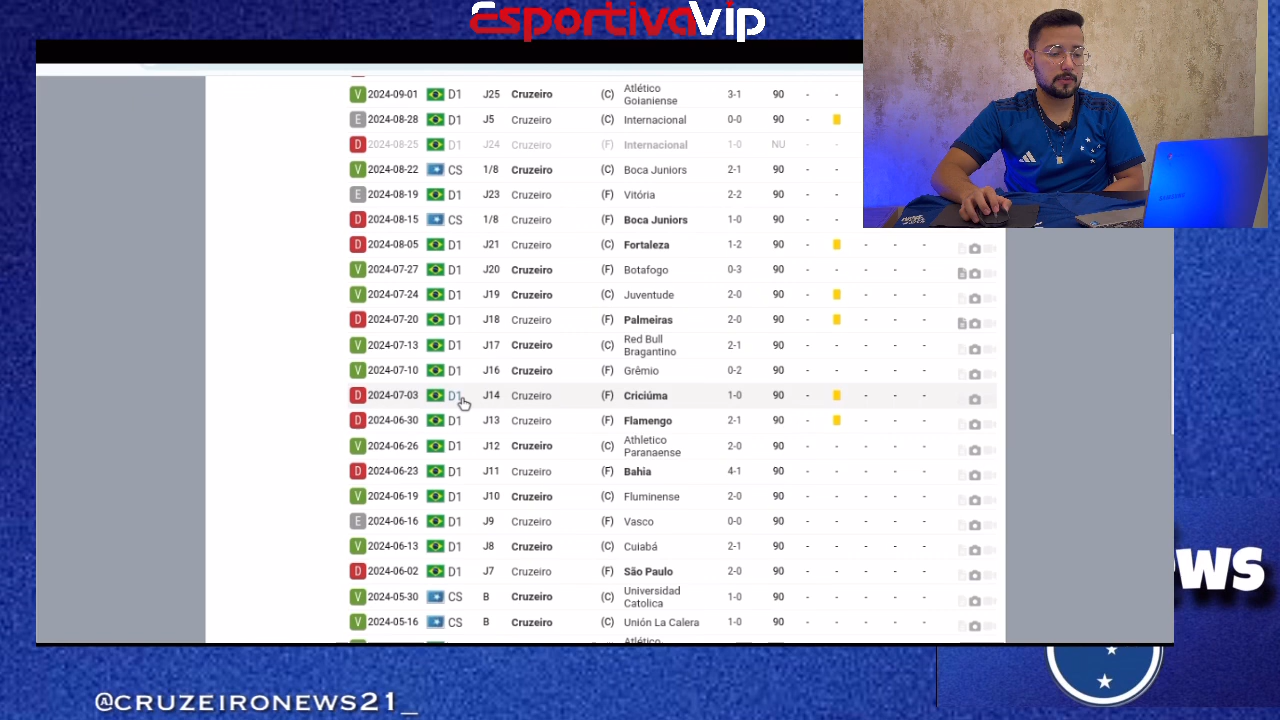 EsportivaVip
V 2024-09-01 D1 J25 Cruzeiro (C) Atlético Goianiense 3-1 90 - -
E 2024-08-28 D1 J5 Cruzeiro (C) Internacional 0-0 90 -
D 2024-08-25 D1 J24 Cruzeiro (F) Internacional 1-0 NU - -
V 2024-08-22 CS 1/8 Cruzeiro (C) Boca Juniors 2-1 90 - -
E 2024-08-19 D1 J23 Cruzeiro (F) Vitória 2-2 90 - -
D 2024-08-15 CS 1/8 Cruzeiro (F) Boca Juniors 1-0 90 - -
D 2024-08-05 D1 J21 Cruzeiro (C) Fortaleza 1-2 90 - - - -
V 2024-07-27 D1 J20 Cruzeiro (F) Botafogo 0-3 90 - - - - -
V 2024-07-24 D1 J19 Cruzeiro (C) Juventude 2-0 90 - - - -
D 2024-07-20 D1 J18 Cruzeiro (F) Palmeiras 2-0 90 - - - -
V 2024-07-13 D1 J17 Cruzeiro (C) Red Bull Bragantino 2-1 90 - - - - -
V 2024-07-10 D1 J16 Cruzeiro (F) Grêmio 0-2 90 - - - - -
D 2024-07-03 D1 J14 Cruzeiro (F) Criciúma 1-0 90 - - - -
D 2024-06-30 D1 J13 Cruzeiro (F) Flamengo 2-1 90 - - - -
V 2024-06-26 D1 J12 Cruzeiro (C) Athletico Paranaense 2-0 90 - - - - -
D 2024-06-23 D1 J11 Cruzeiro (F) Bahia 4-1 90 - - - - -
V 2024-06-19 D1 J10 Cruzeiro (C) Fluminense 2-0 90 - - - - -
E 2024-06-16 D1 J9 Cruzeiro (F) Vasco 0-0 90 - - - - -
V 2024-06-13 D1 J8 Cruzeiro (C) Cuiabá 2-1 90 - - - - -
D 2024-06-02 D1 J7 Cruzeiro (F) São Paulo 2-0 90 - - - - -
V 2024-05-30 CS B Cruzeiro (C) Universidad Catolica 1-0 90 - - - - -
V 2024-05-16 CS B Cruzeiro (C) Unión La Calera 1-0 90 - - - - -
Atlético
@CRUZEIRONEWS21_